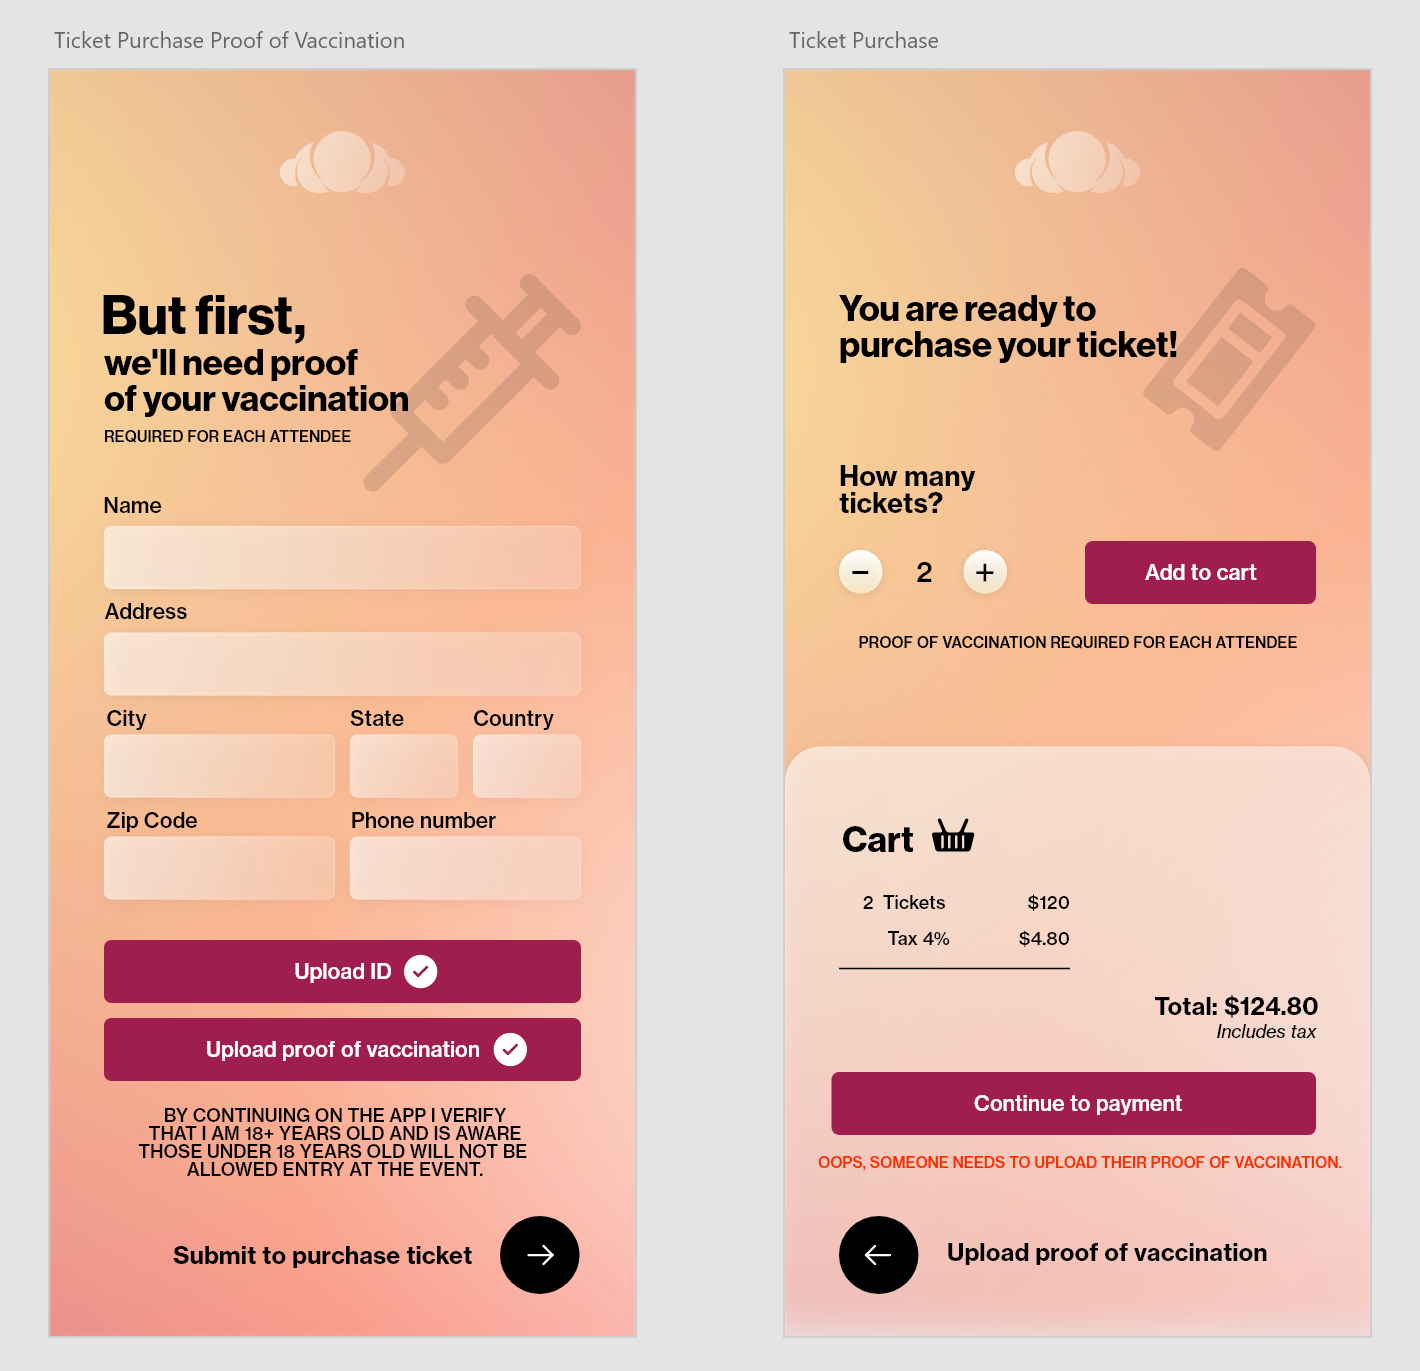 Ticket Purchase Proof of Vaccination
But first,
we'll need proof
of your vaccination
REQUIRED FOR EACH ATTENDEE
Name
Address
City State Country
Zip Code Phone number
Upload ID
Upload proof of vaccination
BY CONTINUING ON THE APP I VERIFY
THAT I AM 18+ YEARS OLD AND IS AWARE
THOSE UNDER 18 YEARS OLD WILL NOT BE
ALLOWED ENTRY AT THE EVENT.
Submit to purchase ticket
Ticket Purchase
You are ready to
purchase your ticket!
How many
tickets?
− 2 + Add to cart
PROOF OF VACCINATION REQUIRED FOR EACH ATTENDEE
Cart
2 Tickets $120
Tax 4% $4.80
Total: $124.80
Includes tax
Continue to payment
OOPS, SOMEONE NEEDS TO UPLOAD THEIR PROOF OF VACCINATION.
Upload proof of vaccination